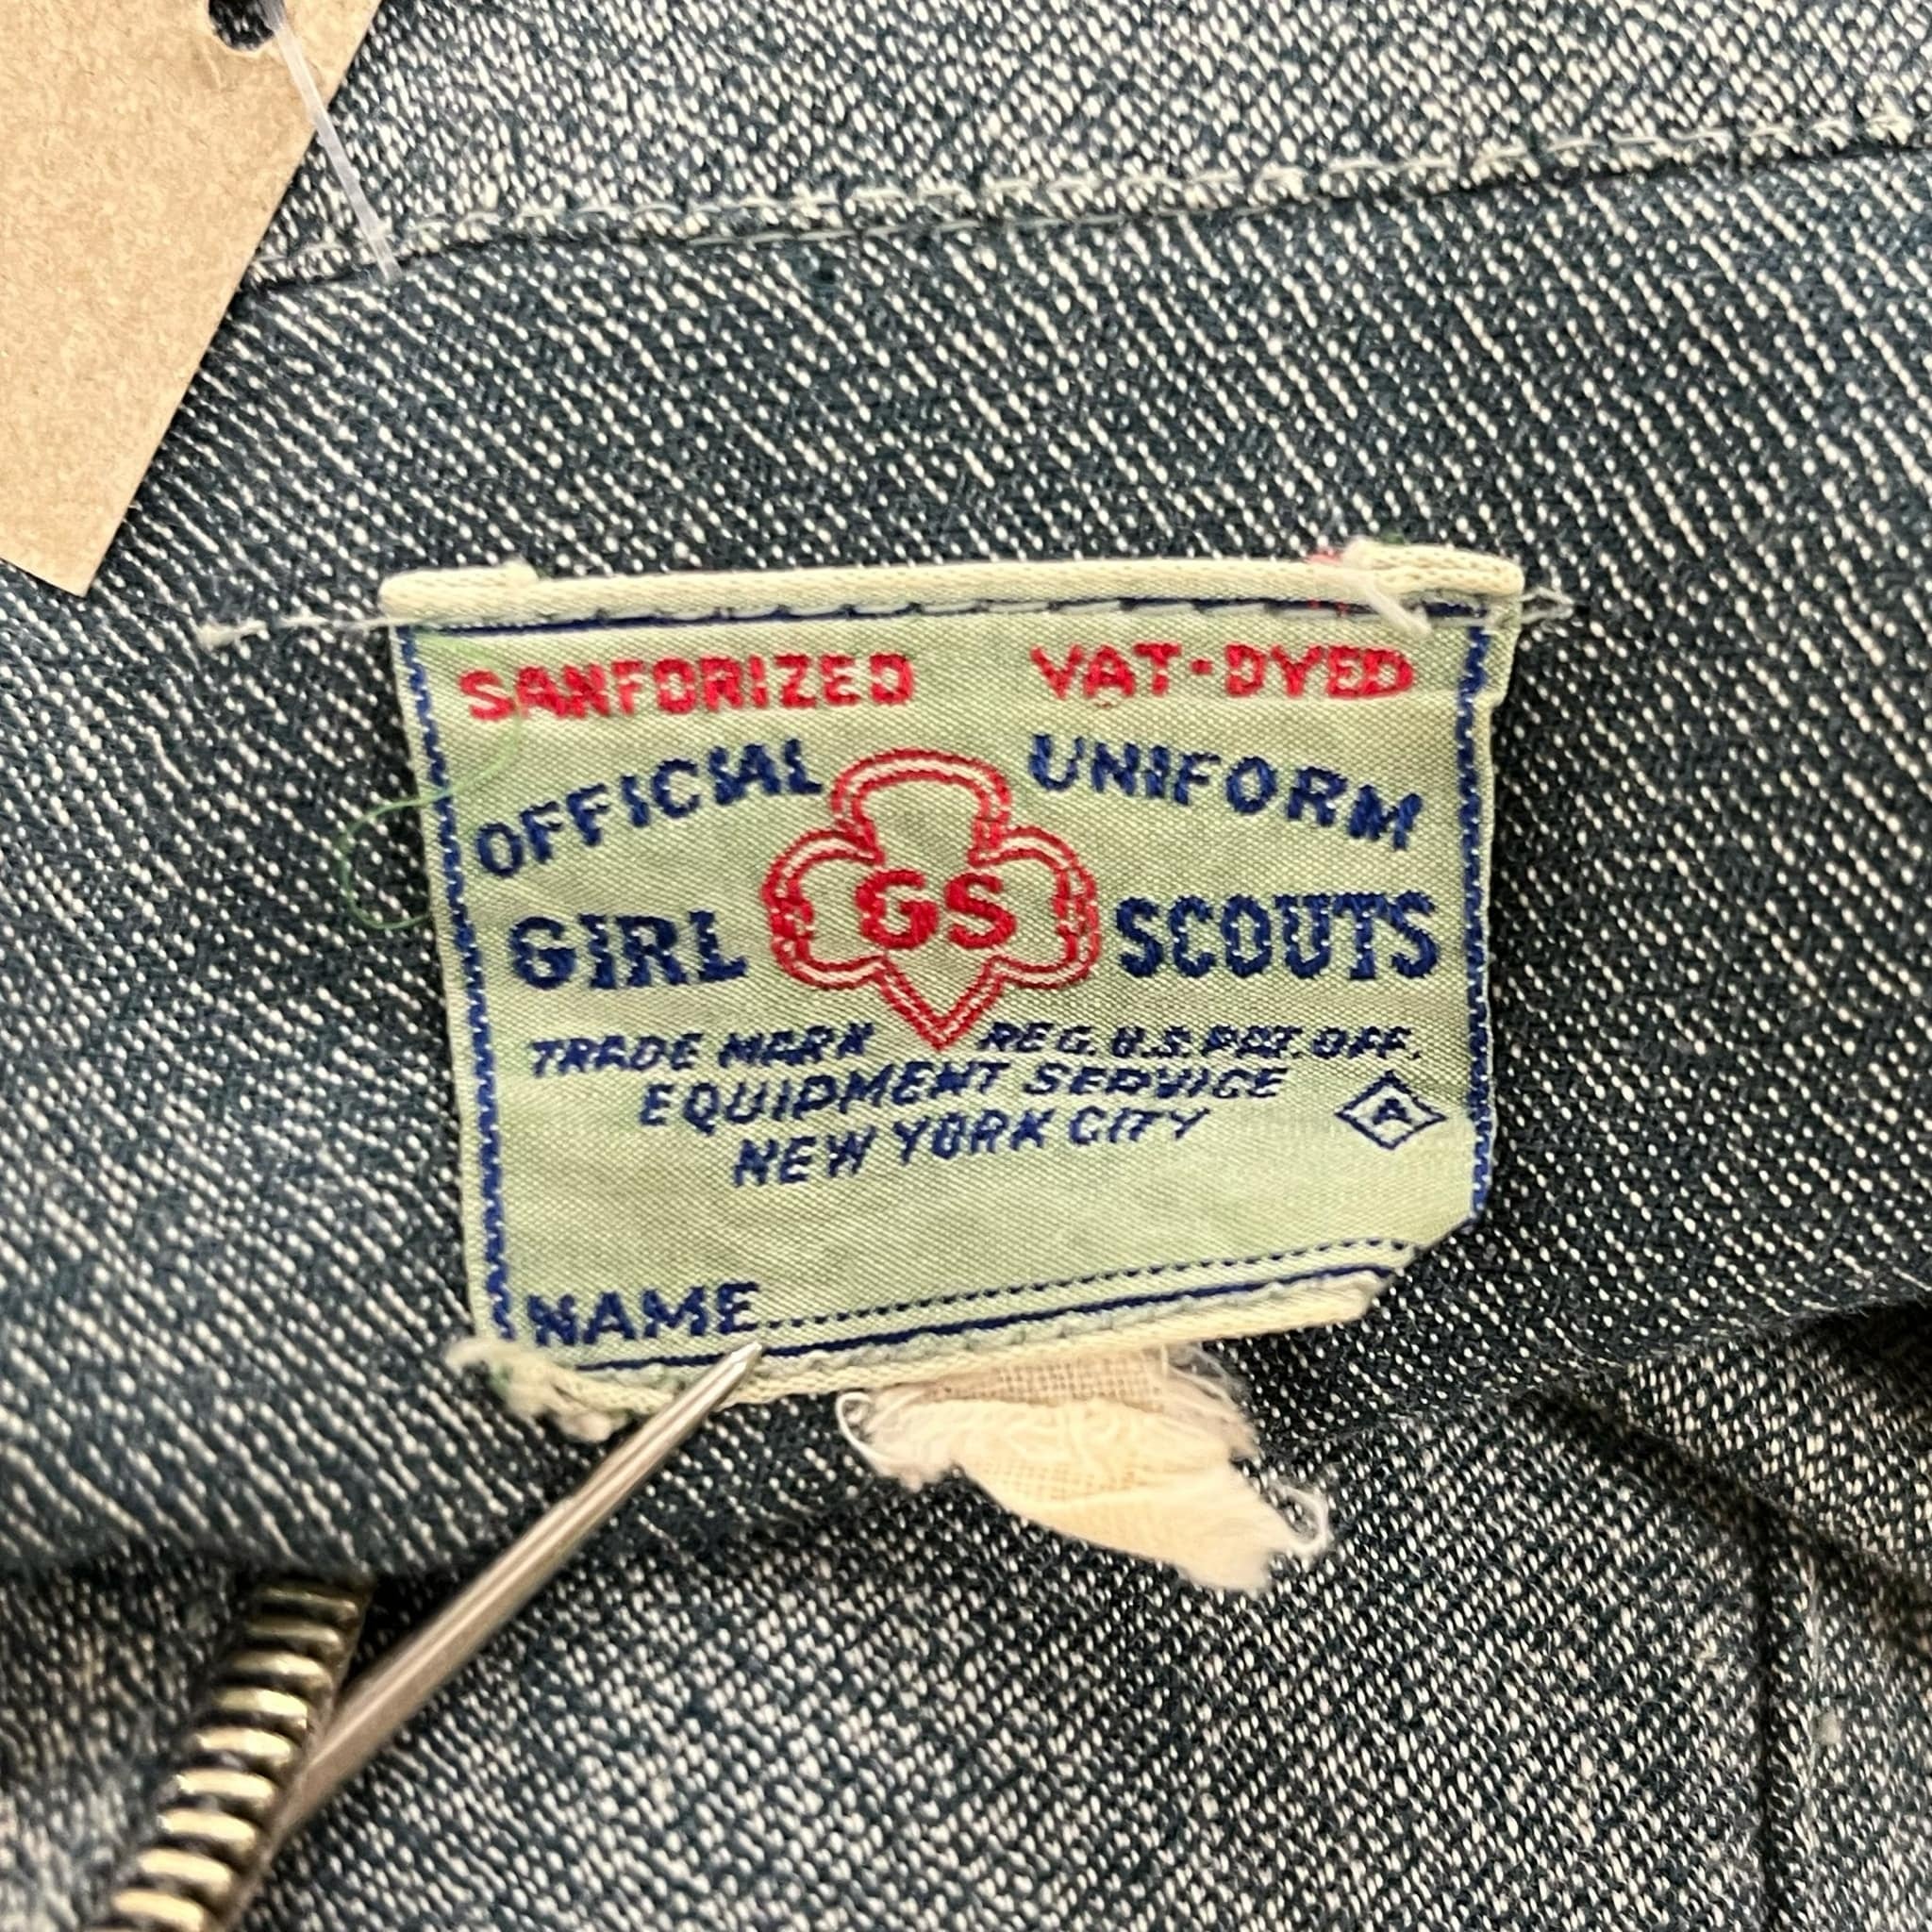 SANFORIZED VAT-DYED
OFFICIAL UNIFORM
GIRL GS SCOUTS
TRADE MARK REG. U.S. PAT. OFF.
EQUIPMENT SERVICE
NEW YORK CITY
A
NAME....................